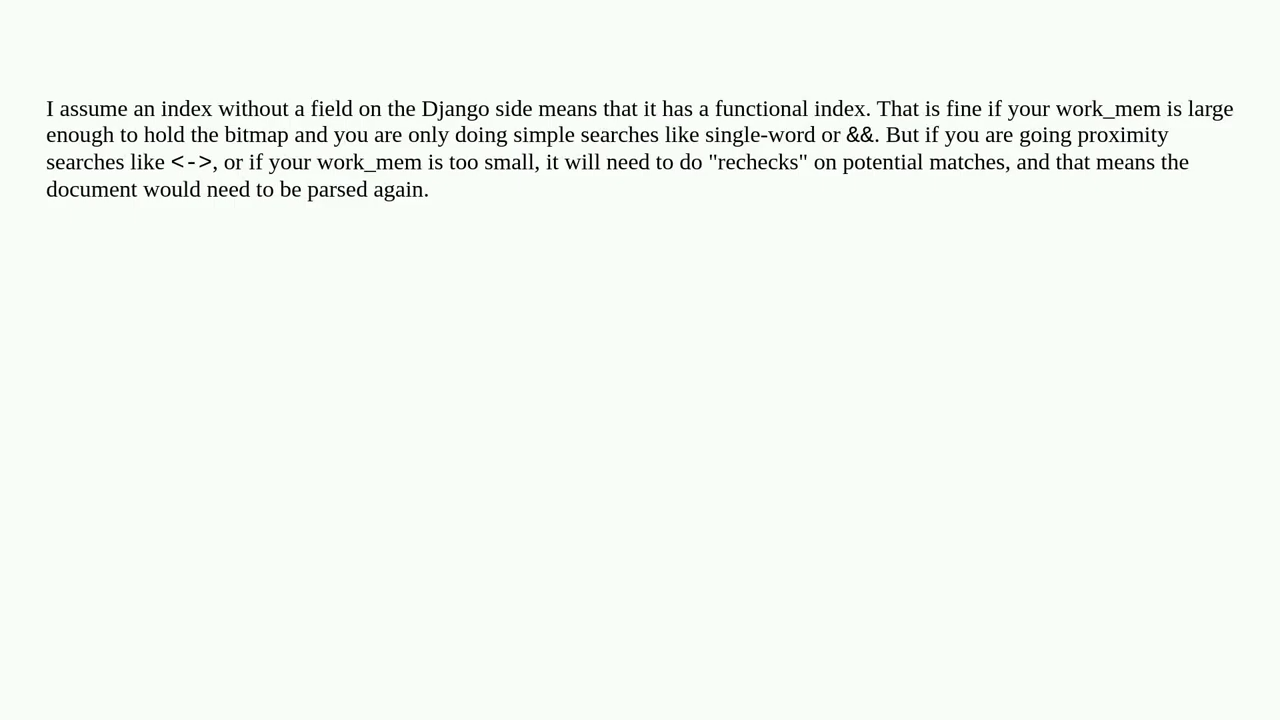 I assume an index without a field on the Django side means that it has a functional index. That is fine if your work_mem is large
enough to hold the bitmap and you are only doing simple searches like single-word or &&. But if you are going proximity
searches like <->, or if your work_mem is too small, it will need to do "rechecks" on potential matches, and that means the
document would need to be parsed again.